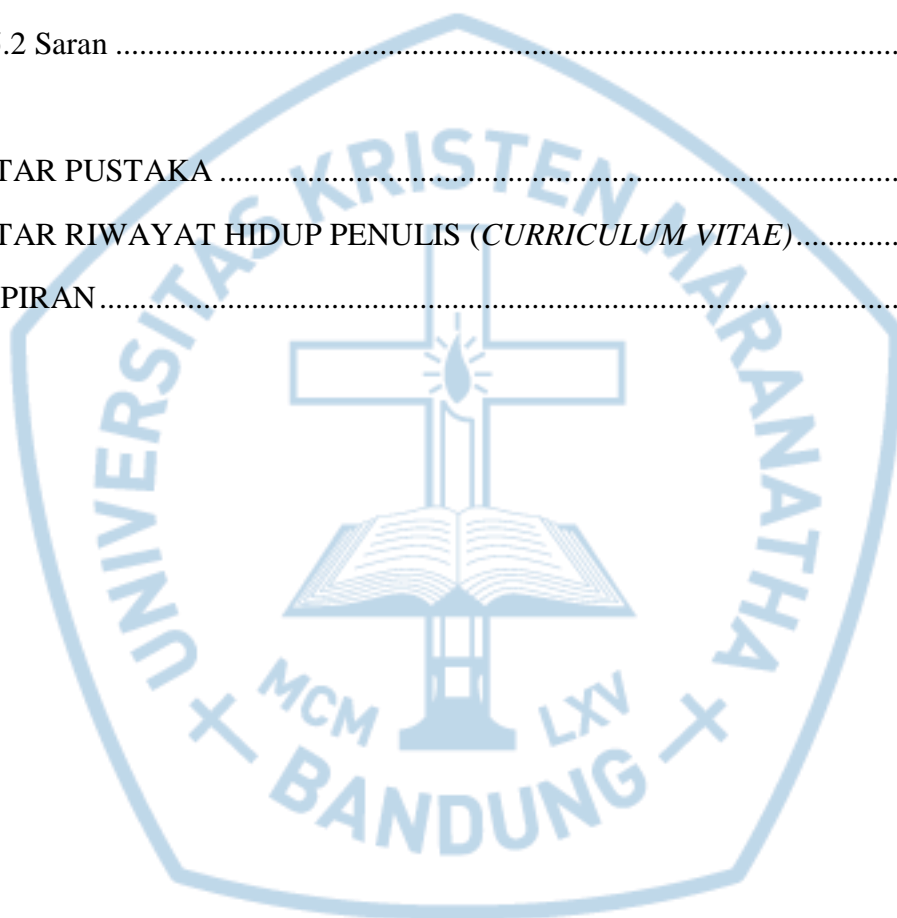 .2 Saran ....................................................................................................
TAR PUSTAKA ....................................................................................
TAR RIWAYAT HIDUP PENULIS (CURRICULUM VITAE).............
PIRAN....................................................................................................
UNIVERSITAS KRISTEN MARANATHA
MCM LXV
+ BANDUNG +